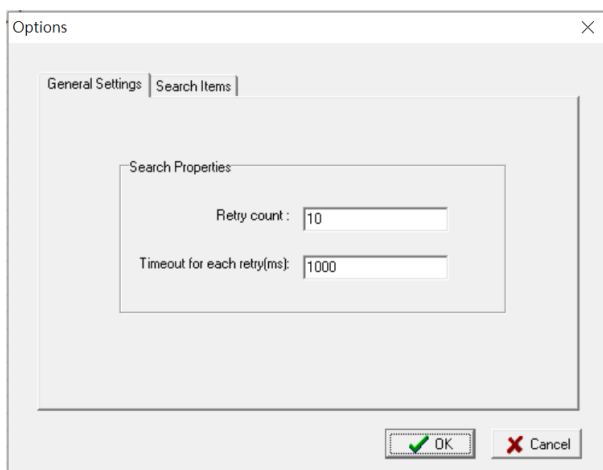 Options
General Settings
Search Items
Search Properties
Retry count :
10
Timeout for each retry(ms):
1000
OK
Cancel